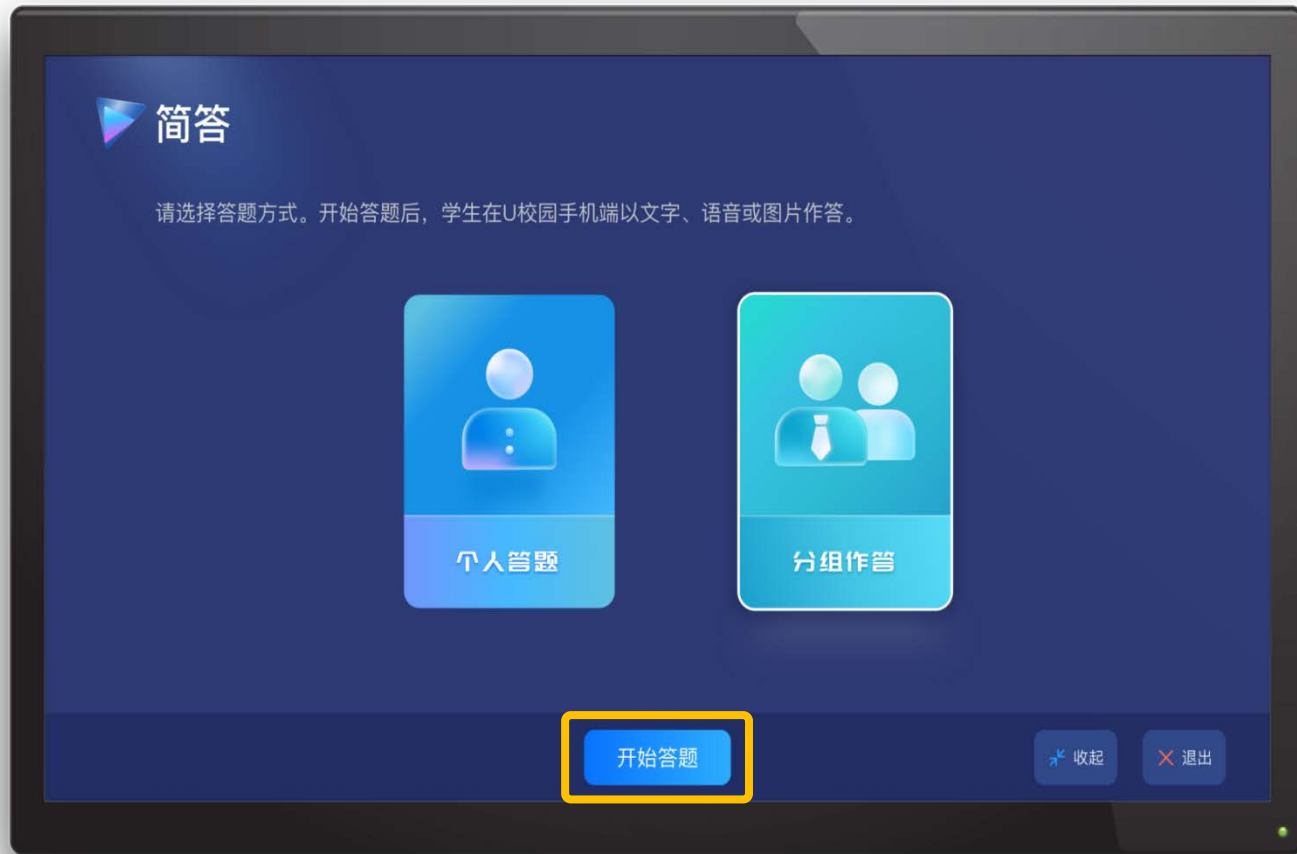 简答
请选择答题方式。开始答题后，学生在U校园手机端以文字、语音或图片作答。
个人答题
分组作答
开始答题
收起
退出